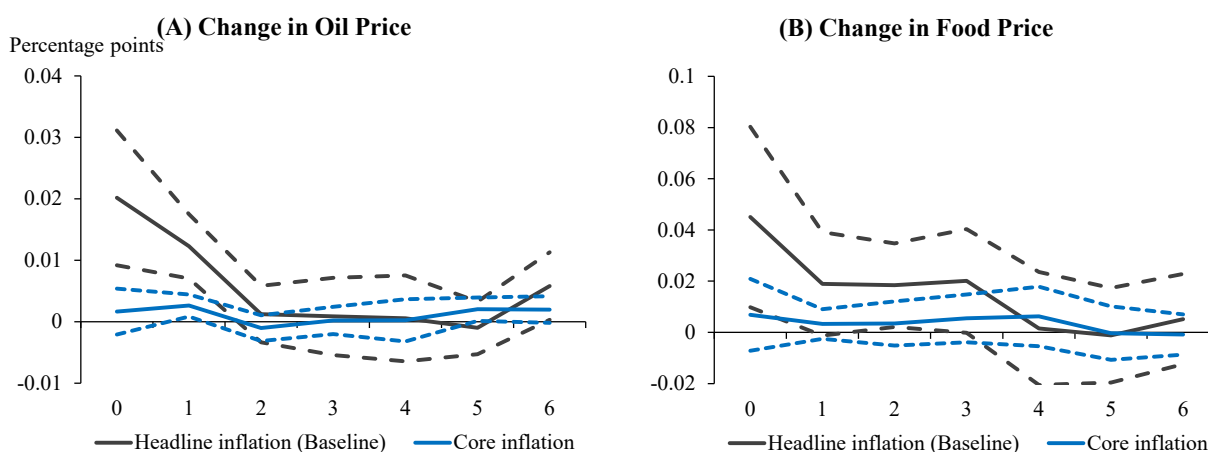 (A) Change in Oil Price
Percentage points
0.04
0.03
0.02
0.01
0
-0.01
0 1 2 3 4 5 6
Headline inflation (Baseline) Core inflation
(B) Change in Food Price
0.1
0.08
0.06
0.04
0.02
0
-0.02
0 1 2 3 4 5 6
Headline inflation (Baseline) Core inflation